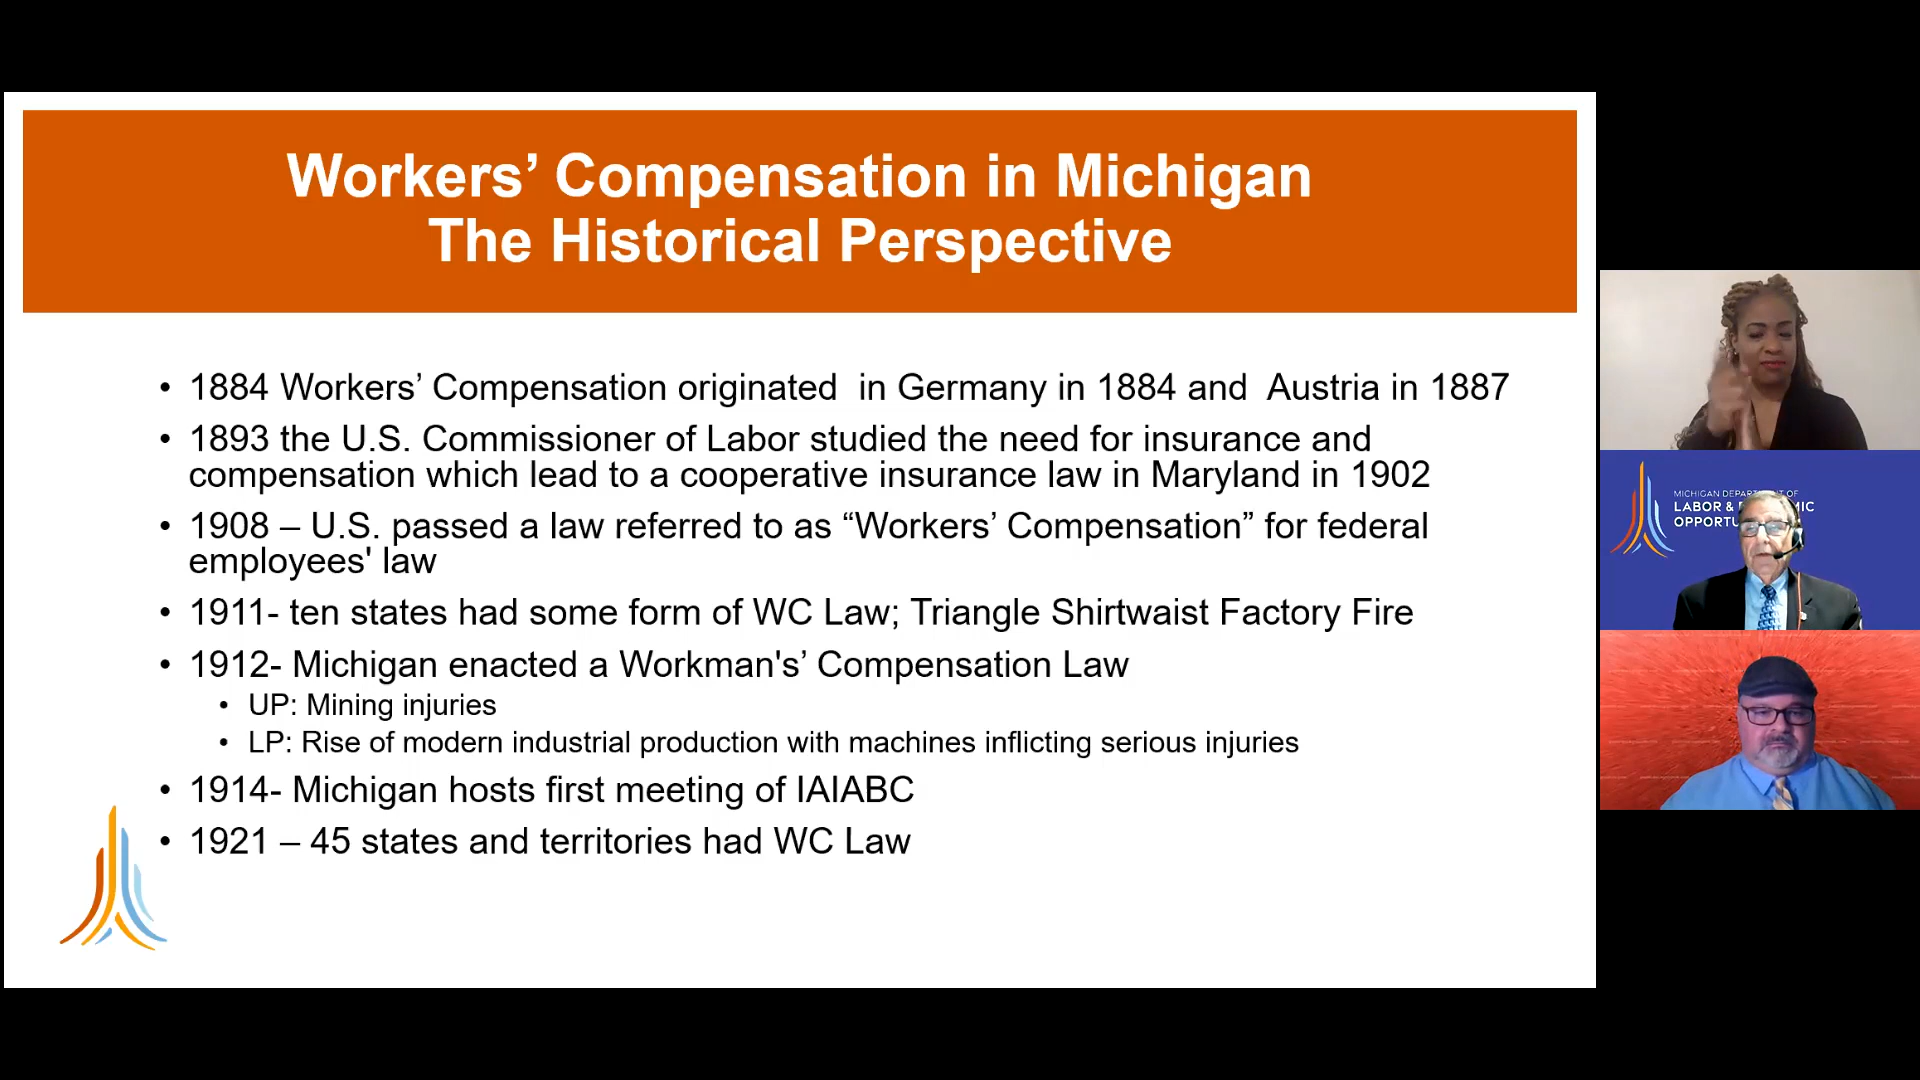 Workers’ Compensation in Michigan
The Historical Perspective
• 1884 Workers’ Compensation originated  in Germany in 1884 and  Austria in 1887
• 1893 the U.S. Commissioner of Labor studied the need for insurance and
compensation which lead to a cooperative insurance law in Maryland in 1902
• 1908 – U.S. passed a law referred to as “Workers’ Compensation” for federal
employees' law
• 1911- ten states had some form of WC Law; Triangle Shirtwaist Factory Fire
• 1912- Michigan enacted a Workman's’ Compensation Law
• UP: Mining injuries
• LP: Rise of modern industrial production with machines inflicting serious injuries
• 1914- Michigan hosts first meeting of IAIABC
• 1921 – 45 states and territories had WC Law
MICHIGAN OF
LABOR &